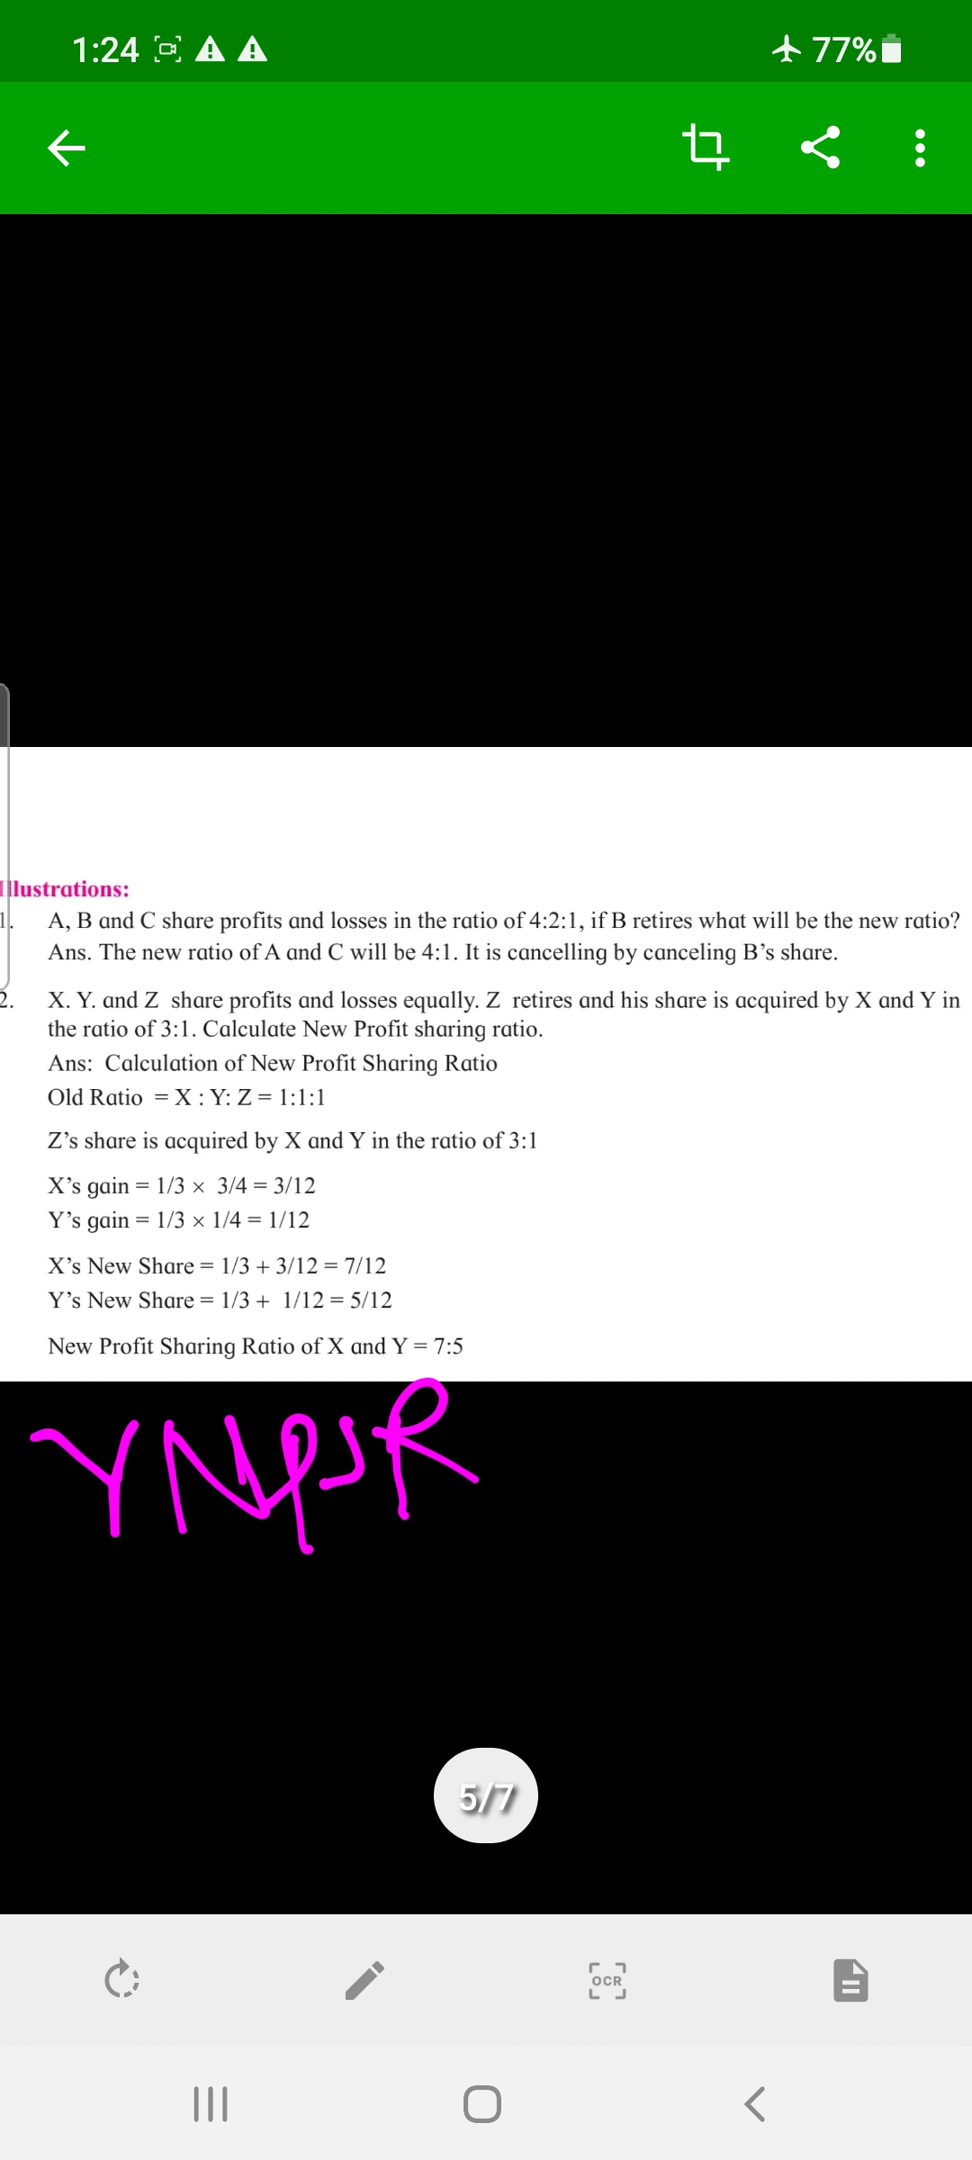 1:24
77%
Illustrations:
1. A, B and C share profits and losses in the ratio of 4:2:1, if B retires what will be the new ratio?
Ans. The new ratio of A and C will be 4:1. It is cancelling by canceling B’s share.
2. X. Y. and Z share profits and losses equally. Z retires and his share is acquired by X and Y in
the ratio of 3:1. Calculate New Profit sharing ratio.
Ans: Calculation of New Profit Sharing Ratio
Old Ratio = X : Y: Z = 1:1:1
Z’s share is acquired by X and Y in the ratio of 3:1
X’s gain = 1/3 × 3/4 = 3/12
Y’s gain = 1/3 × 1/4 = 1/12
X’s New Share = 1/3 + 3/12 = 7/12
Y’s New Share = 1/3 + 1/12 = 5/12
New Profit Sharing Ratio of X and Y = 7:5
YNPSR
5/7
OCR